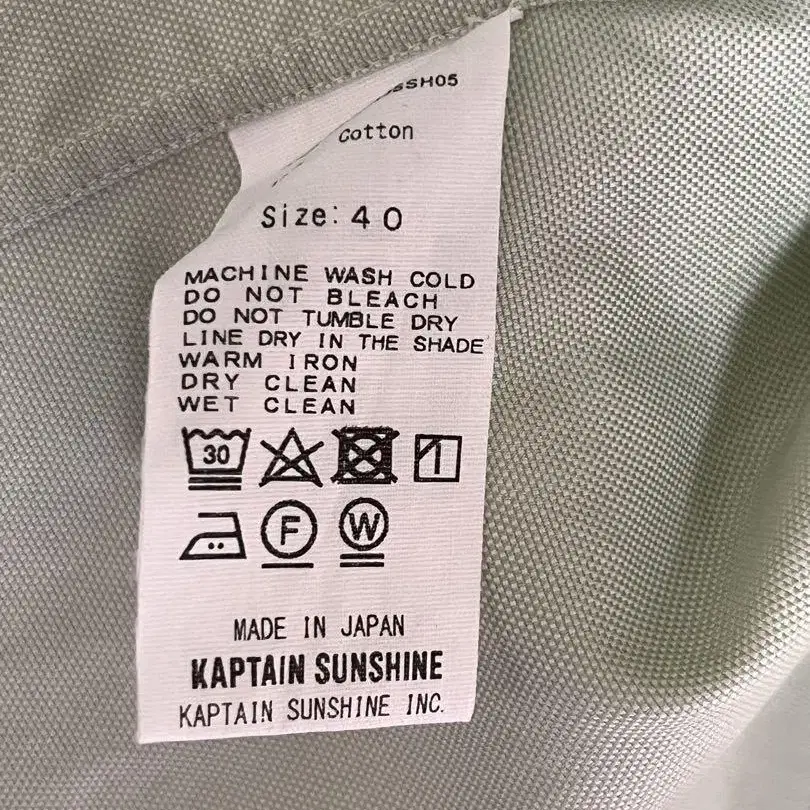 SSH05
cotton
Size: 40
MACHINE WASH COLD
DO NOT BLEACH
DO NOT TUMBLE DRY
LINE DRY IN THE SHADE
WARM IRON
DRY CLEAN
WET CLEAN
30
F W
MADE IN JAPAN
KAPTAIN SUNSHINE
KAPTAIN SUNSHINE INC.